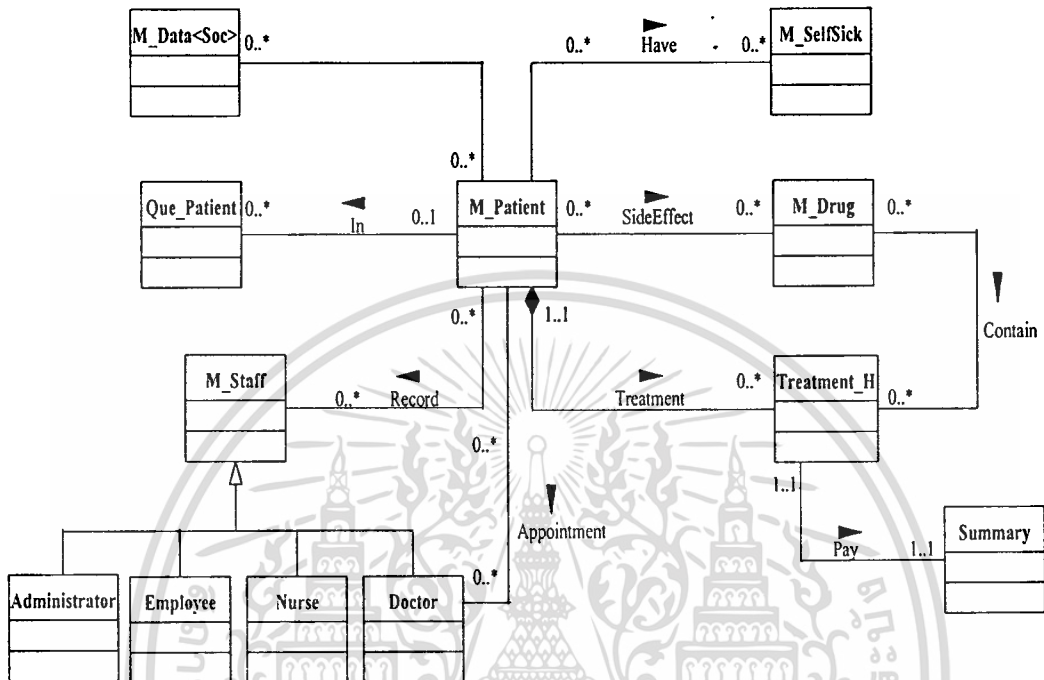 M_Data<Soc>
0..*
0..*
Have
0..*
M_SelfSick
0..*
Que_Patient
0..*
In
0..1
M_Patient
0..*
SideEffect
0..*
M_Drug
0..*
Contain
0..*
1..1
M_Staff
0..*
Record
Treatment
0..*
Treatment_H
0..*
0..*
Appointment
1..1
Pay
1..1
Summary
Administrator
Employee
Nurse
Doctor
0..*